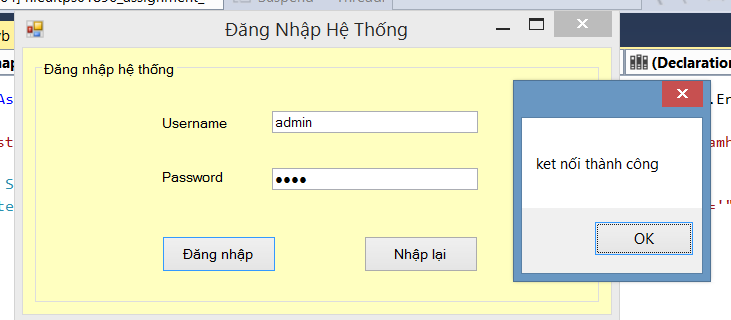 Đăng Nhập Hệ Thống
Đăng nhập hệ thống
Username
admin
Password
Đăng nhập
Nhập lại
ket nối thành công
OK
(Declaration